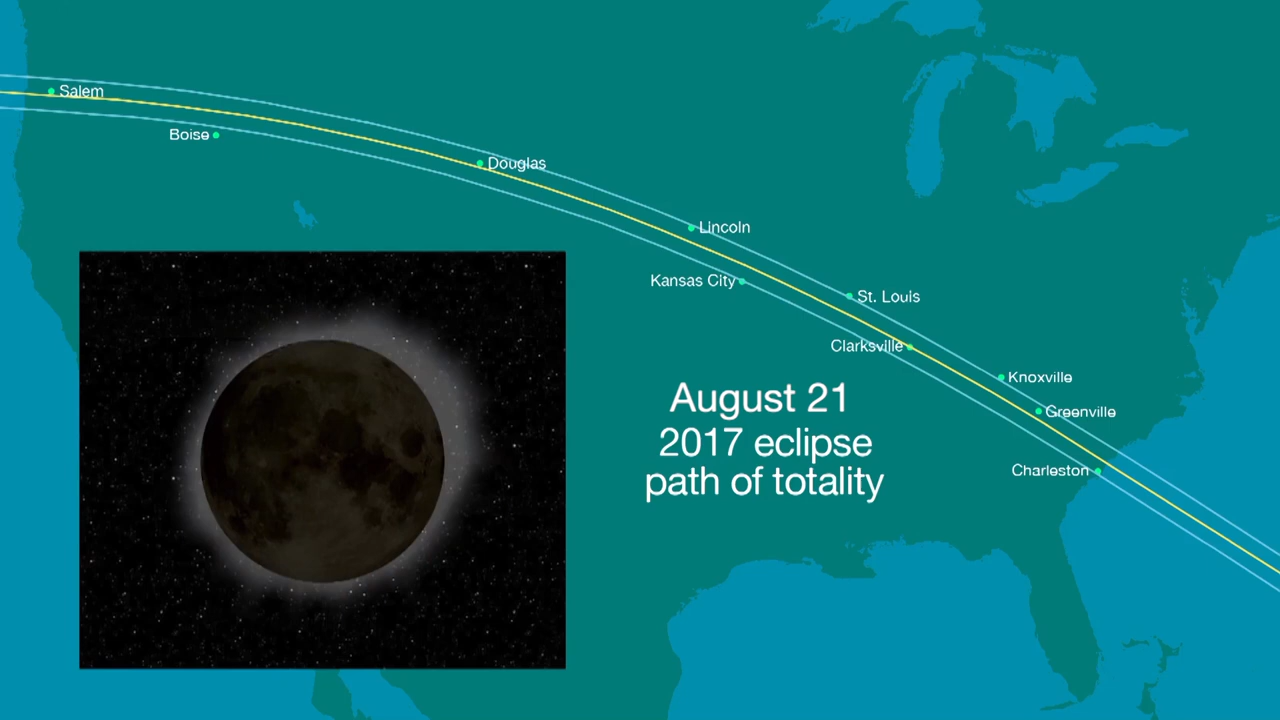 Salem
Boise
Douglas
Lincoln
Kansas City
St. Louis
Clarksville
Knoxville
Greenville
Charleston
August 21
2017 eclipse
path of totality